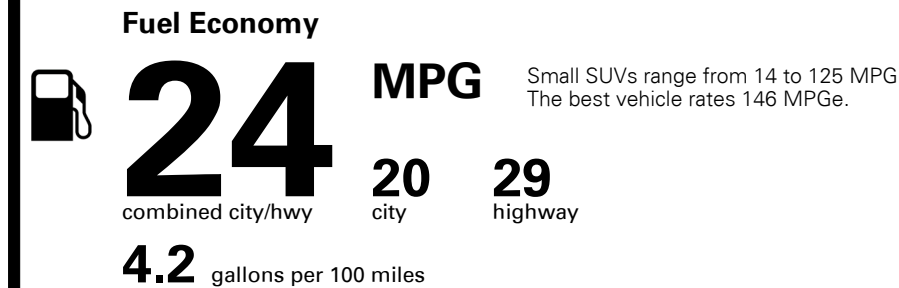 Fuel Economy
24 MPG
Small SUVs range from 14 to 125 MPG
The best vehicle rates 146 MPGe.
20 29
combined city/hwy city highway
4.2 gallons per 100 miles